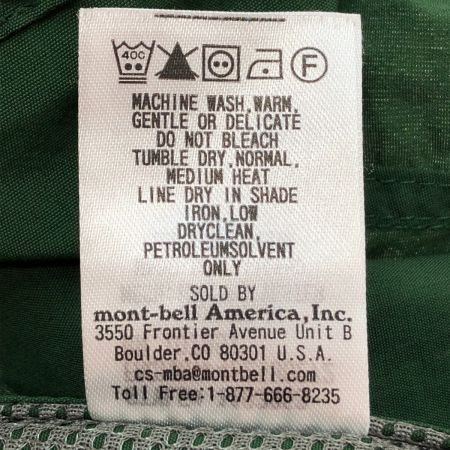 40C F
MACHINE WASH,WARM,
GENTLE OR DELICATE
DO NOT BLEACH
TUMBLE DRY,NORMAL,
MEDIUM HEAT
LINE DRY IN SHADE
IRON,LOW
DRYCLEAN,
PETROLEUMSOLVENT
ONLY
SOLD BY
mont-bell America, Inc.
3550 Frontier Avenue Unit B
Boulder,CO 80301 U.S.A.
cs-mba@montbell.com
Toll Free:1-877-666-8235